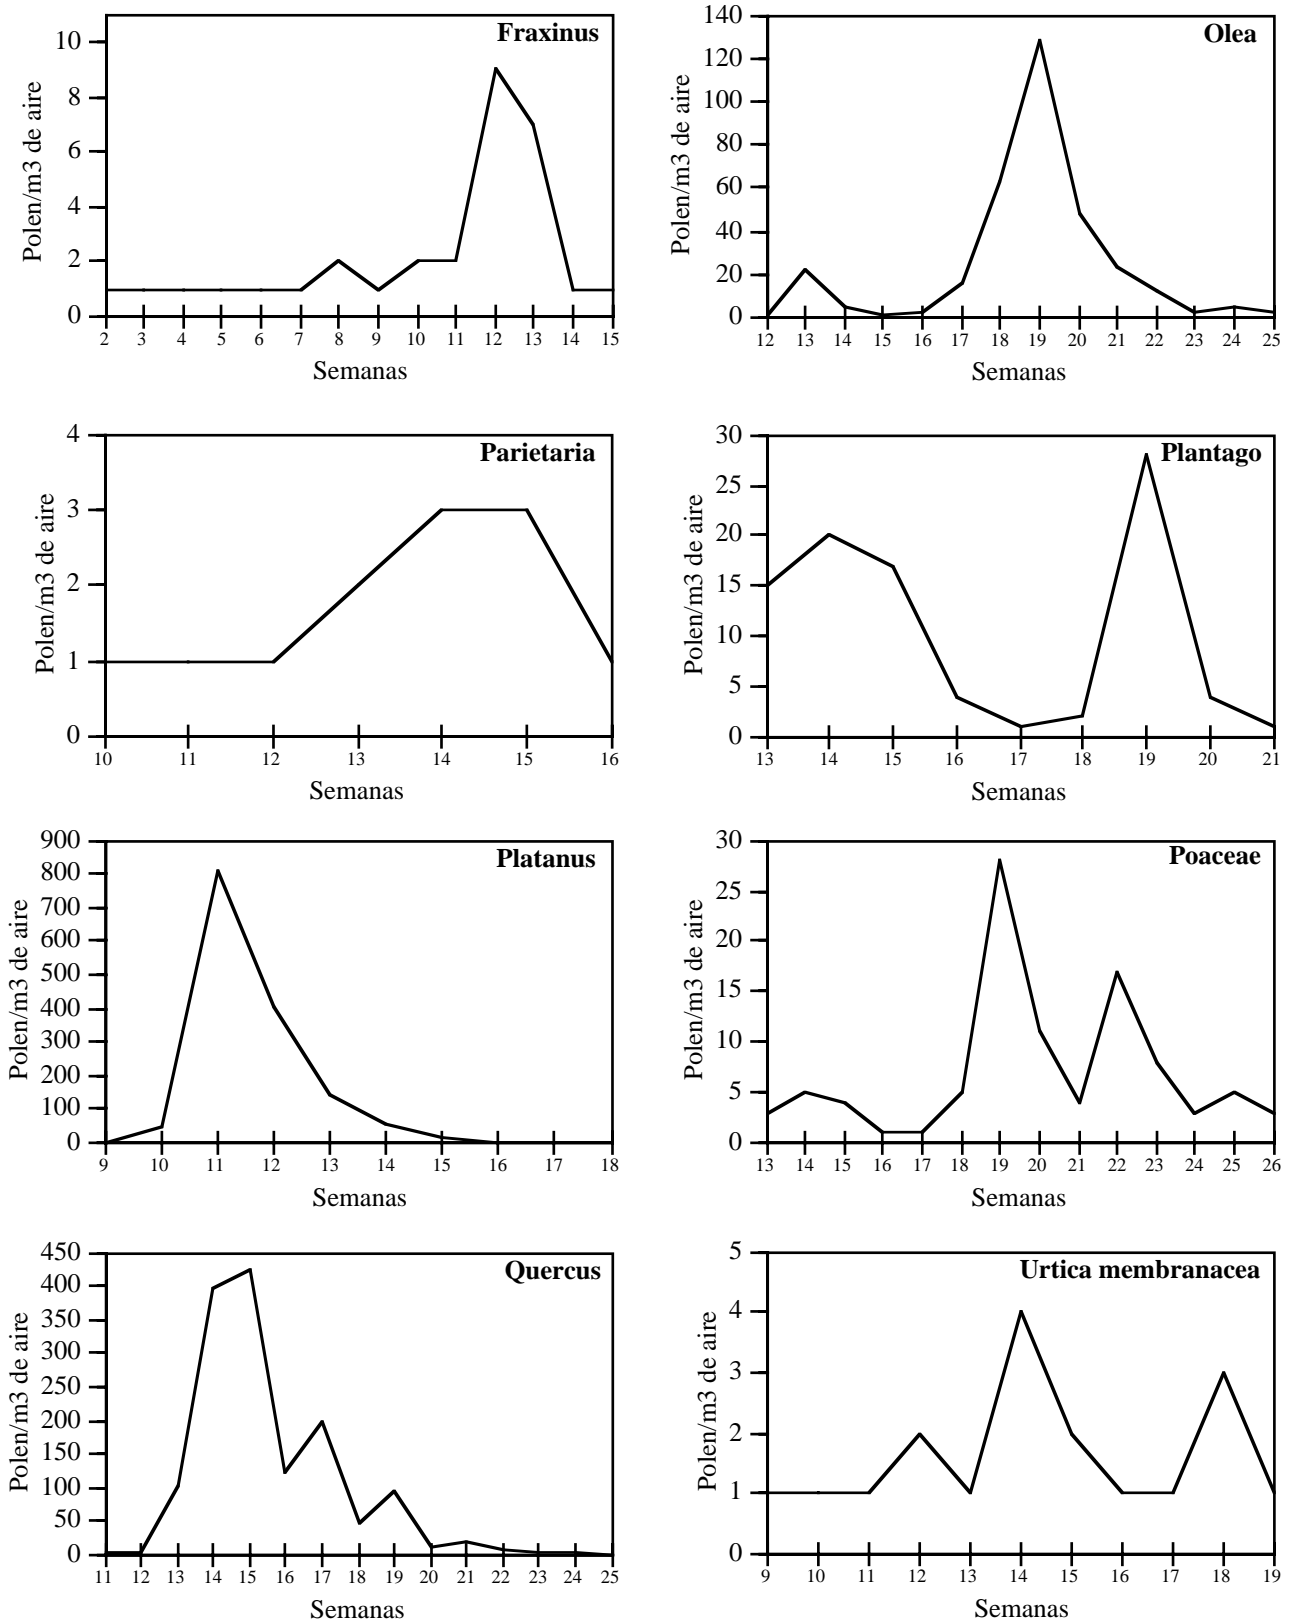 Fraxinus
Polen/m3 de aire
10
8
6
4
2
0
2 3 4 5 6 7 8 9 10 11 12 13 14 15
Semanas
Olea
Polen/m3 de aire
140
120
100
80
60
40
20
0
12 13 14 15 16 17 18 19 20 21 22 23 24 25
Semanas
Parietaria
Polen/m3 de aire
4
3
2
1
0
10 11 12 13 14 15 16
Semanas
Plantago
Polen/m3 de aire
30
25
20
15
10
5
0
13 14 15 16 17 18 19 20 21
Semanas
Platanus
Polen/m3 de aire
900
800
700
600
500
400
300
200
100
0
9 10 11 12 13 14 15 16 17 18
Semanas
Poaceae
Polen/m3 de aire
30
25
20
15
10
5
0
13 14 15 16 17 18 19 20 21 22 23 24 25 26
Semanas
Quercus
Polen/m3 de aire
450
400
350
300
250
200
150
100
50
0
11 12 13 14 15 16 17 18 19 20 21 22 23 24 25
Semanas
Urtica membranacea
Polen/m3 de aire
5
4
3
2
1
0
9 10 11 12 13 14 15 16 17 18 19
Semanas